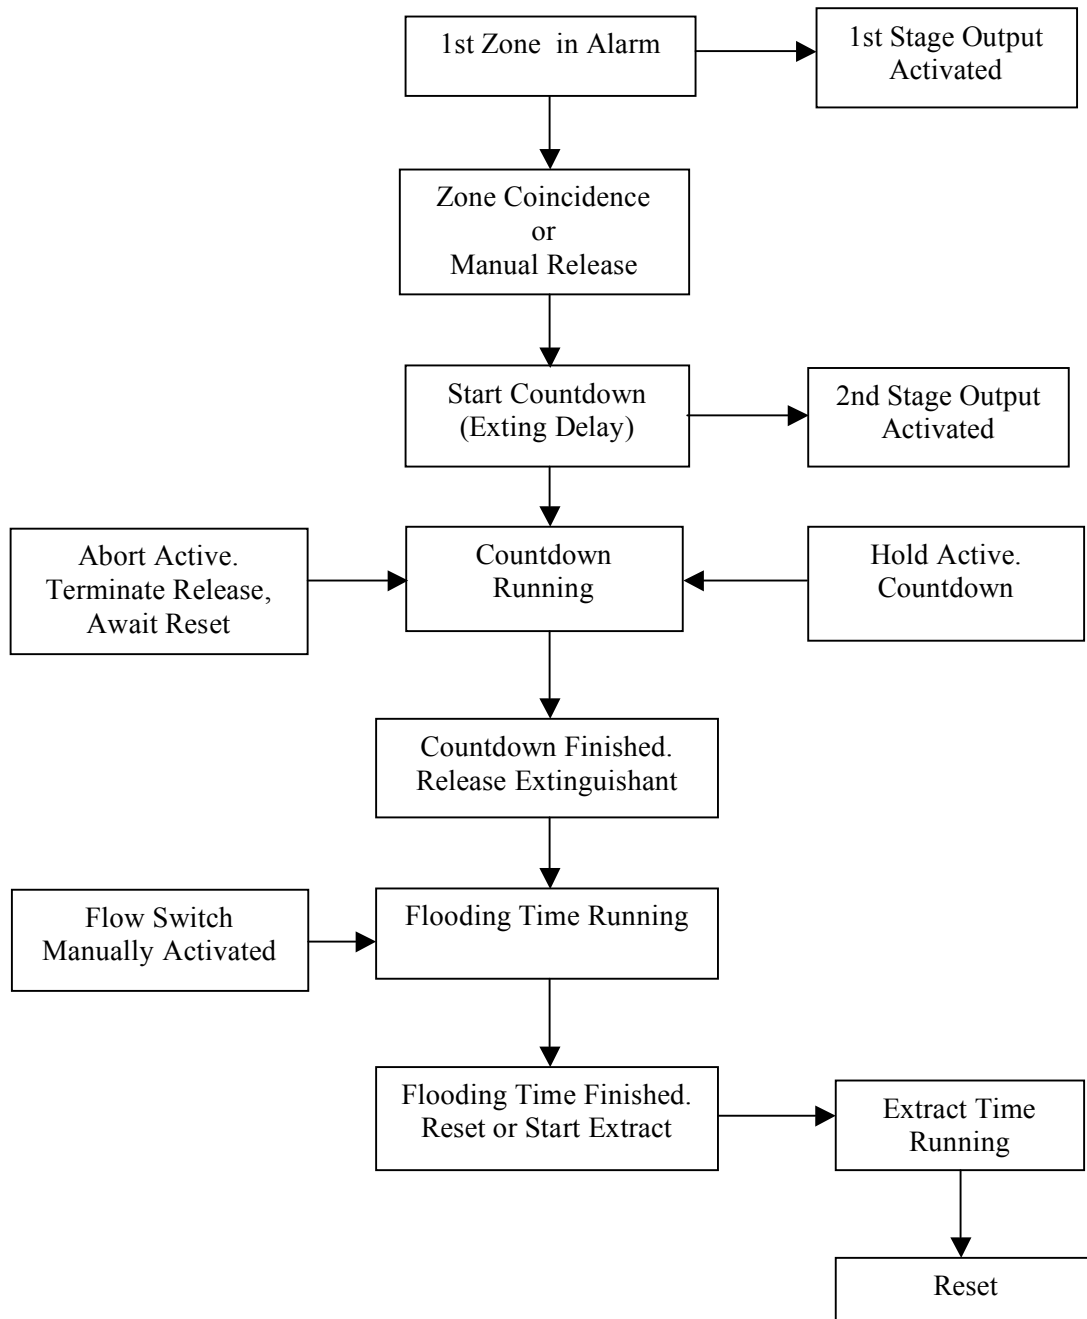 1st Zone in Alarm
1st Stage Output
Activated
Zone Coincidence
or
Manual Release
Start Countdown
(Exting Delay)
2nd Stage Output
Activated
Abort Active.
Terminate Release,
Await Reset
Countdown
Running
Hold Active.
Countdown
Countdown Finished.
Release Extinguishant
Flow Switch
Manually Activated
Flooding Time Running
Flooding Time Finished.
Reset or Start Extract
Extract Time
Running
Reset